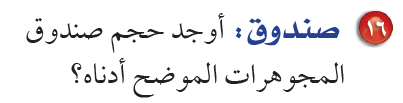 ١٦ صندوق: أوجد حجم صندوق
المجوهرات الموضح أدناه؟